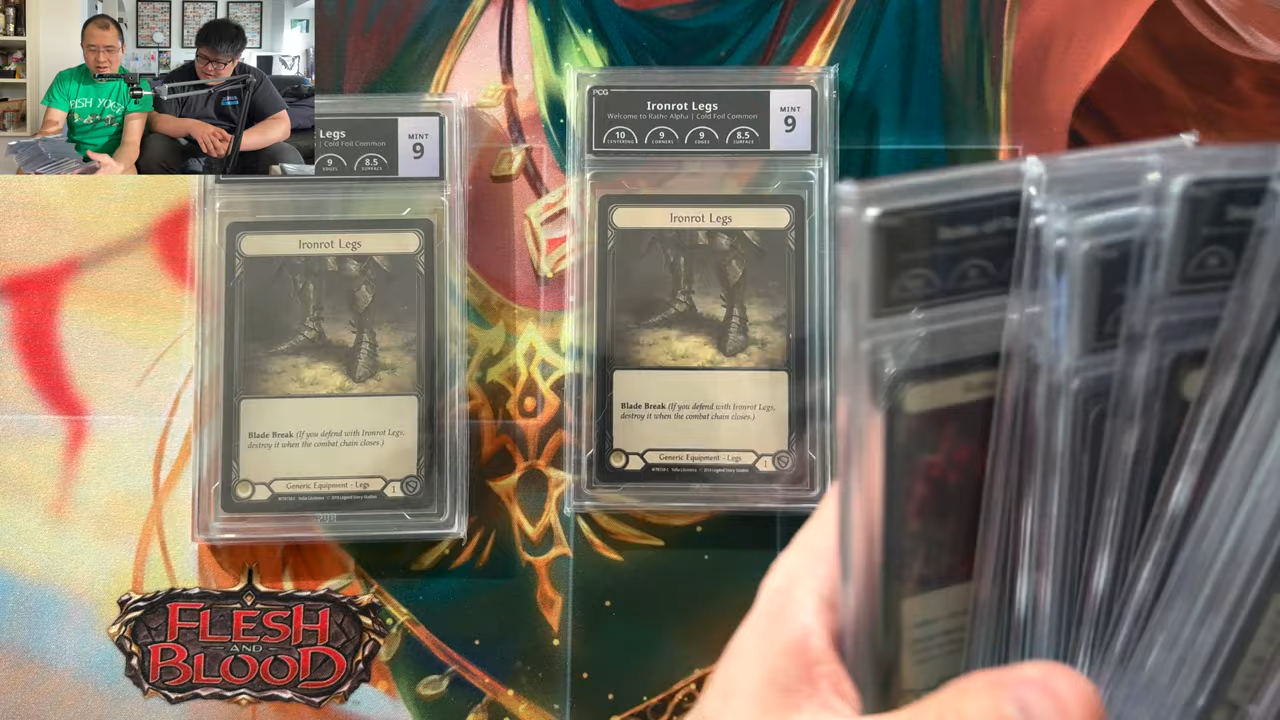 Legs
| Cold Foil Common
9
EDGES
8.5
SURFACE
MINT
9
Ironrot Legs
Blade Break (If you defend with Ironrot Legs,
destroy it when the combat chain closes.)
Generic Equipment - Legs
1
PCG
Ironrot Legs
Welcome to Rathe Alpha | Cold Foil Common
10
CENTERING
9
CORNERS
9
EDGES
8.5
SURFACE
MINT
9
Ironrot Legs
Blade Break (If you defend with Ironrot Legs,
destroy it when the combat chain closes.)
Generic Equipment - Legs
1
FLESH
AND
BLOOD